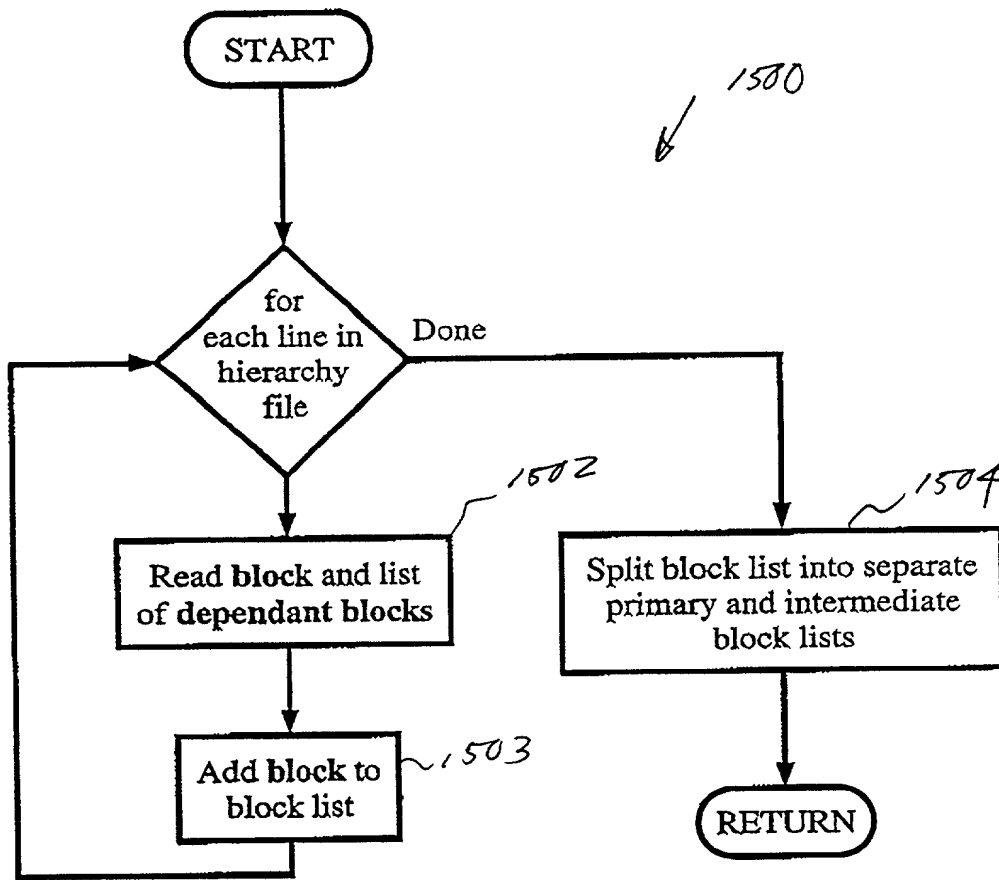 START
1500
for
each line in
hierarchy
file
Done
1502
Read block and list
of dependant blocks
1503
Add block to
block list
1504
Split block list into separate
primary and intermediate
block lists
RETURN